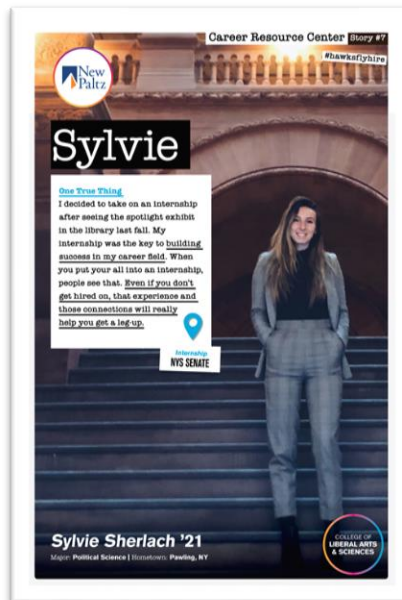 Career Resource Center Story #7
#hawksflyhire
New
Paltz
Sylvie
One True Thing
I decided to take on an internship
after seeing the spotlight exhibit
in the library last fall. My
internship was the key to building
success in my career field. When
you put your all into an internship,
people see that. Even if you don't
get hired on, that experience and
those connections will really
help you get a leg-up.
Internship
NYS SENATE
Sylvie Sherlach '21
Major: Political Science | Hometown: Pawling, NY
COLLEGE OF
LIBERAL ARTS
& SCIENCES